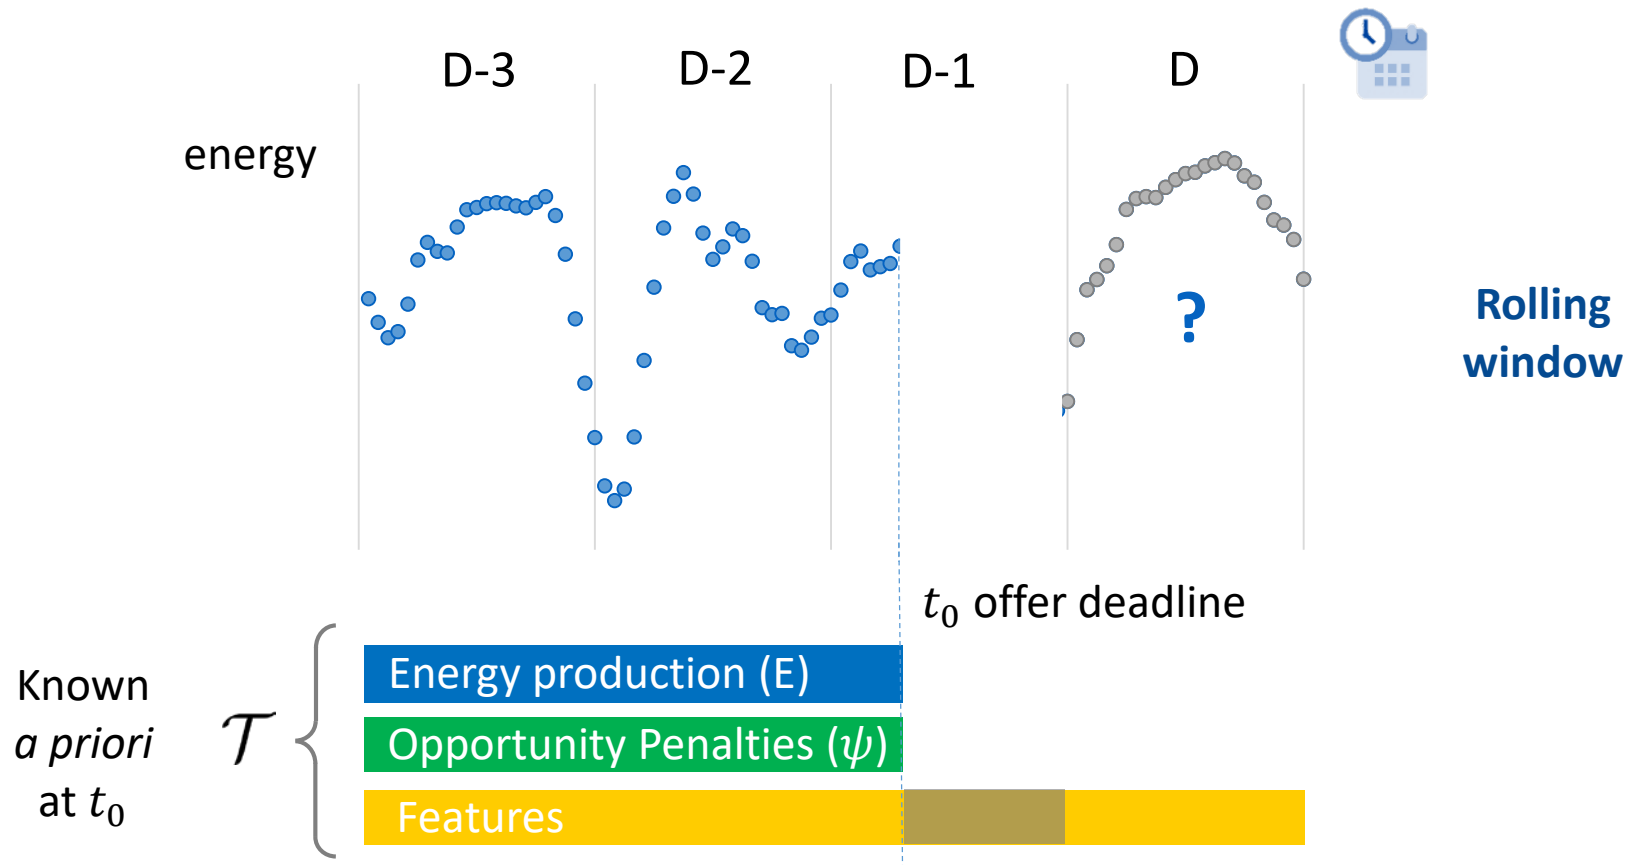 D-3 D-2 D-1 D
energy
?
Rolling
window
t₀ offer deadline
Known
a priori
at t₀
𝒯
Energy production (E)
Opportunity Penalties (ψ)
Features